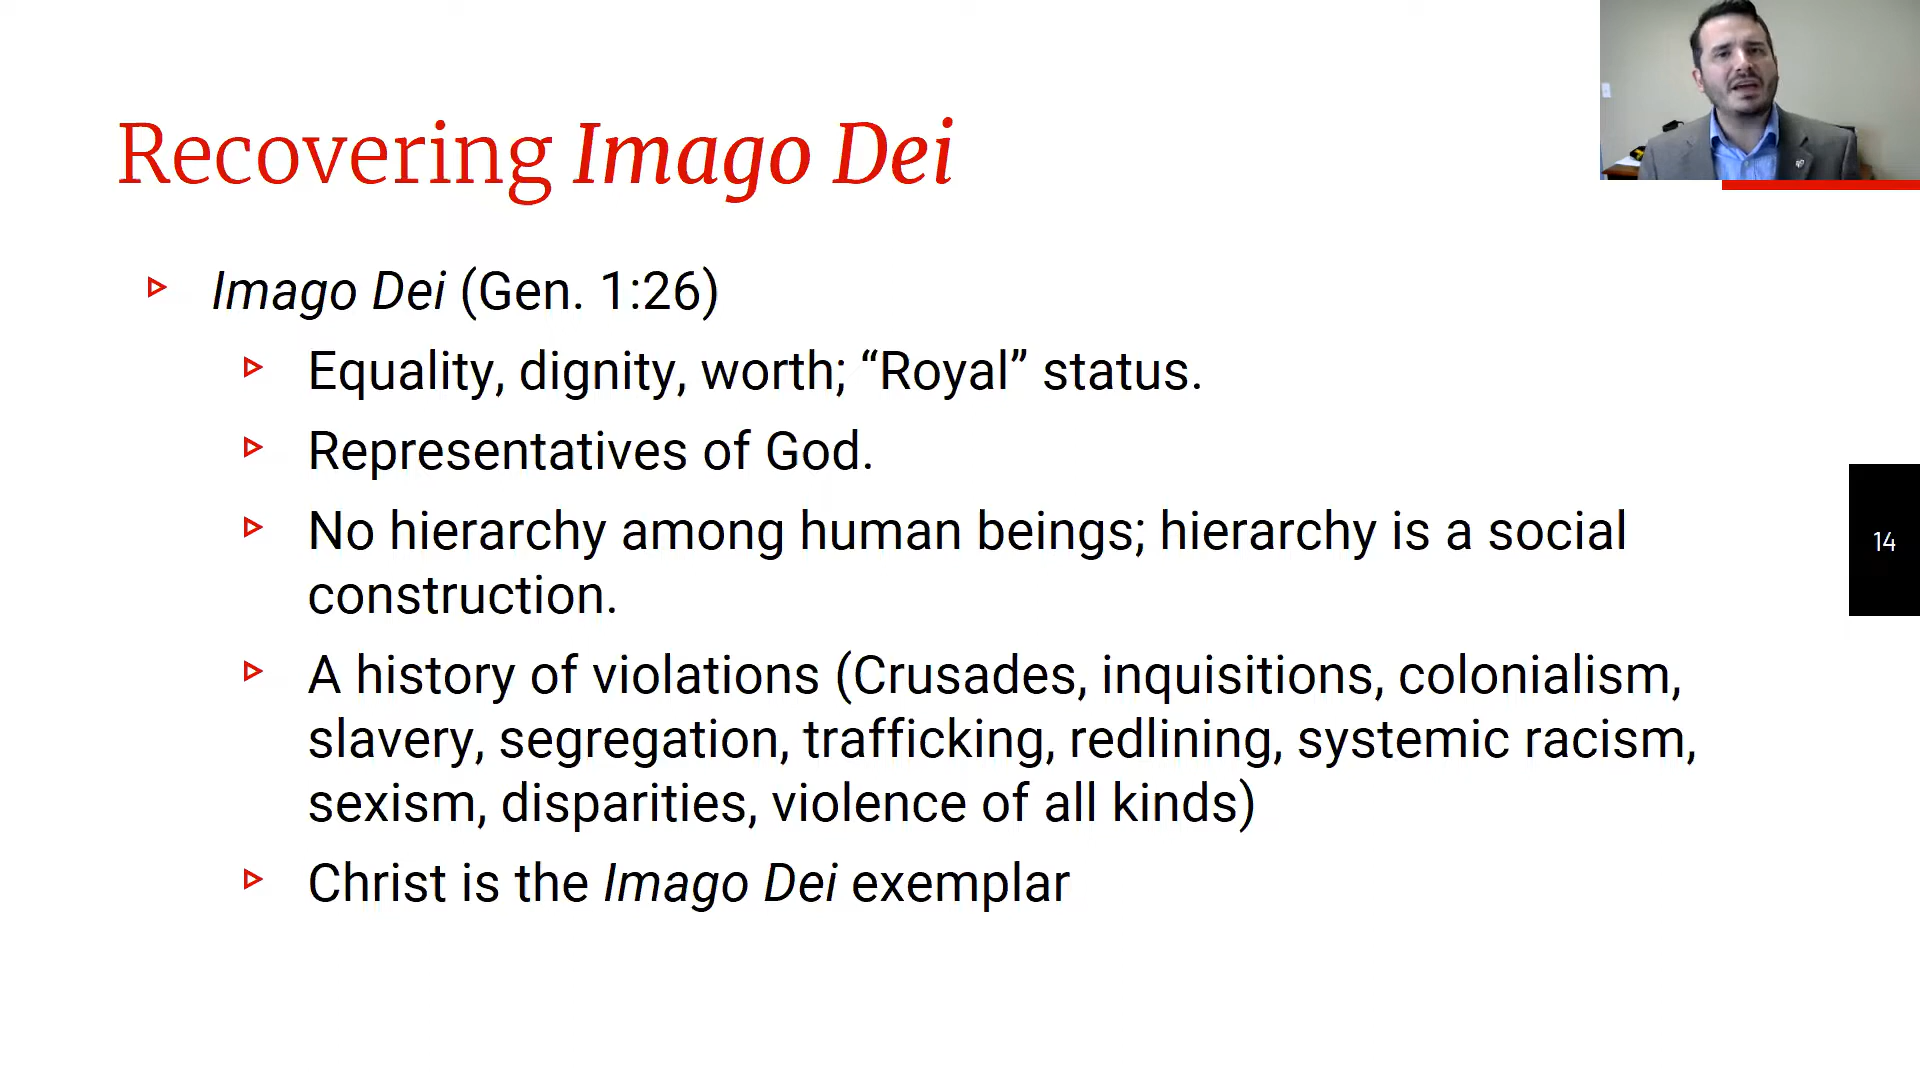 Recovering Imago Dei
Imago Dei (Gen. 1:26)
Equality, dignity, worth; “Royal” status.
Representatives of God.
No hierarchy among human beings; hierarchy is a social
construction.
A history of violations (Crusades, inquisitions, colonialism,
slavery, segregation, trafficking, redlining, systemic racism,
sexism, disparities, violence of all kinds)
Christ is the Imago Dei exemplar
14